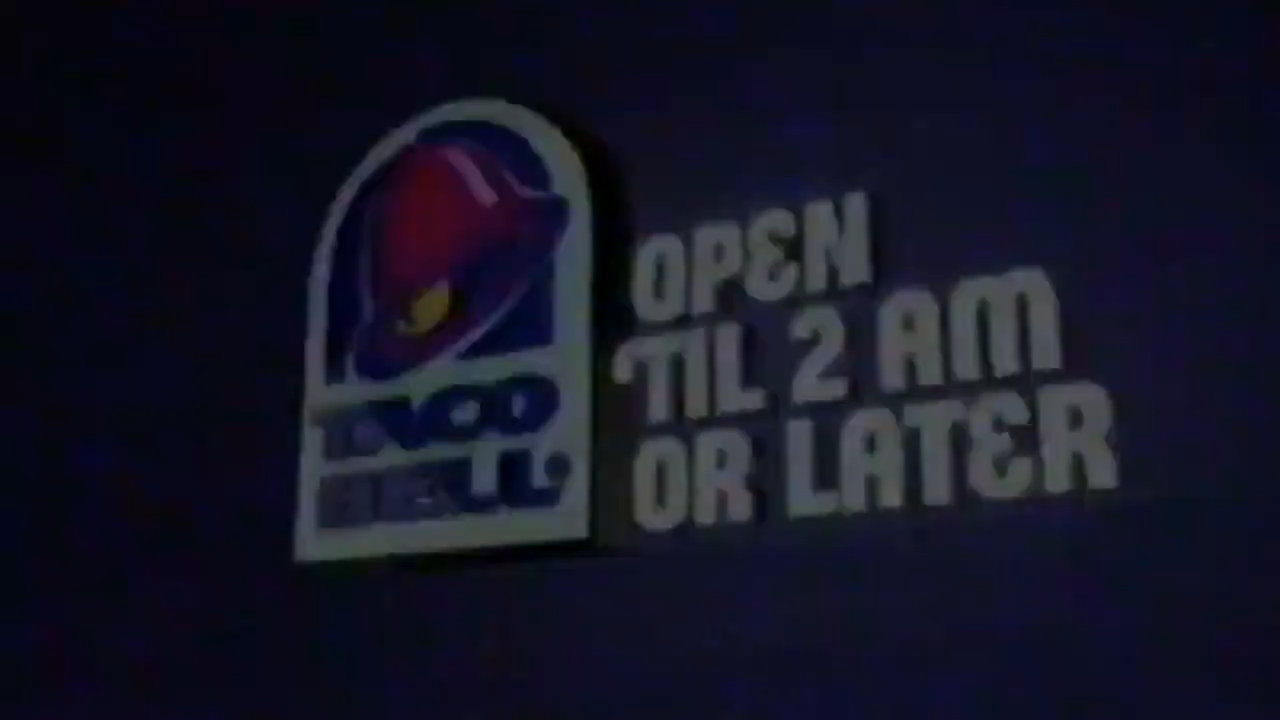 TACO
BELL
OPEN
'TIL 2 AM
OR LATER